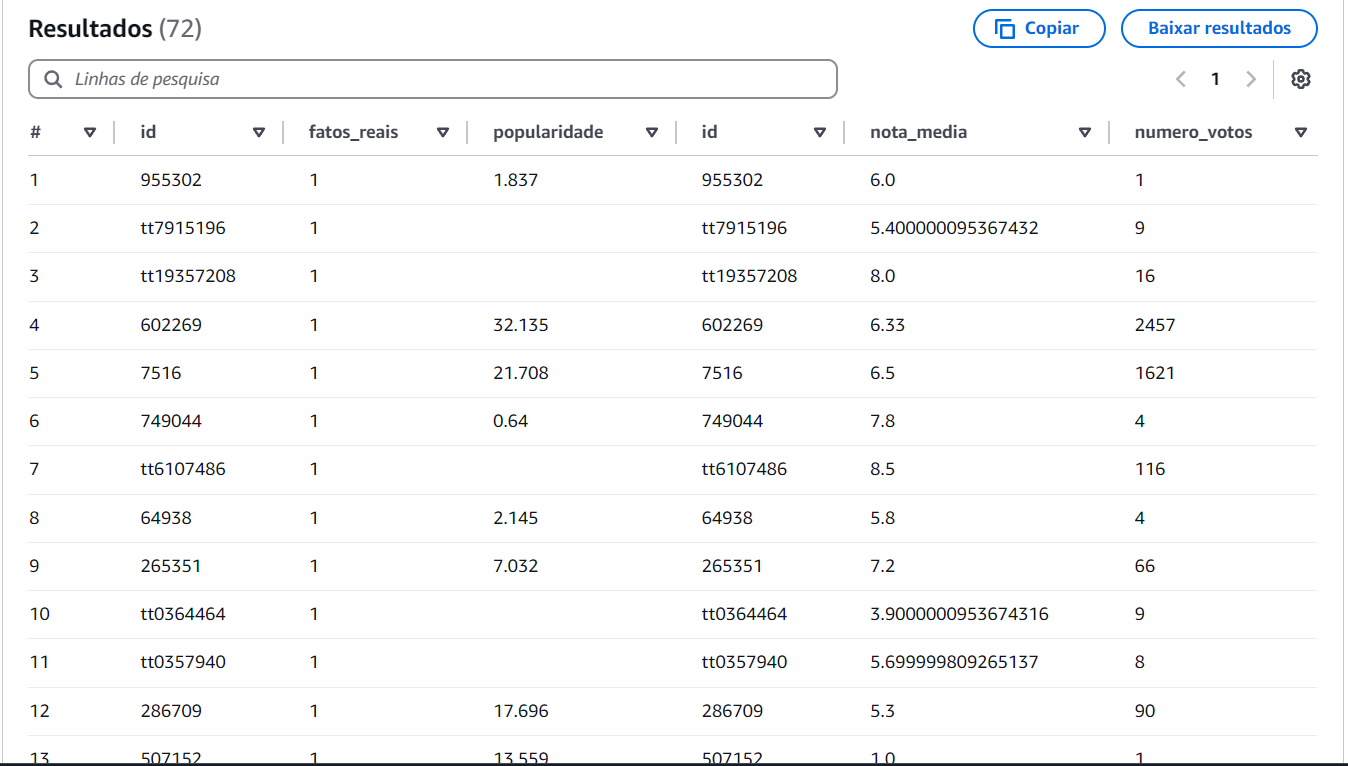 Resultados (72)
Copiar
Baixar resultados
Linhas de pesquisa
1
# id fatos_reais popularidade id nota_media numero_votos
1 955302 1 1.837 955302 6.0 1
2 tt7915196 1 tt7915196 5.400000095367432 9
3 tt19357208 1 tt19357208 8.0 16
4 602269 1 32.135 602269 6.33 2457
5 7516 1 21.708 7516 6.5 1621
6 749044 1 0.64 749044 7.8 4
7 tt6107486 1 tt6107486 8.5 116
8 64938 1 2.145 64938 5.8 4
9 265351 1 7.032 265351 7.2 66
10 tt0364464 1 tt0364464 3.9000000953674316 9
11 tt0357940 1 tt0357940 5.699999809265137 8
12 286709 1 17.696 286709 5.3 90
13 507152 1 13.559 507152 1.0 1